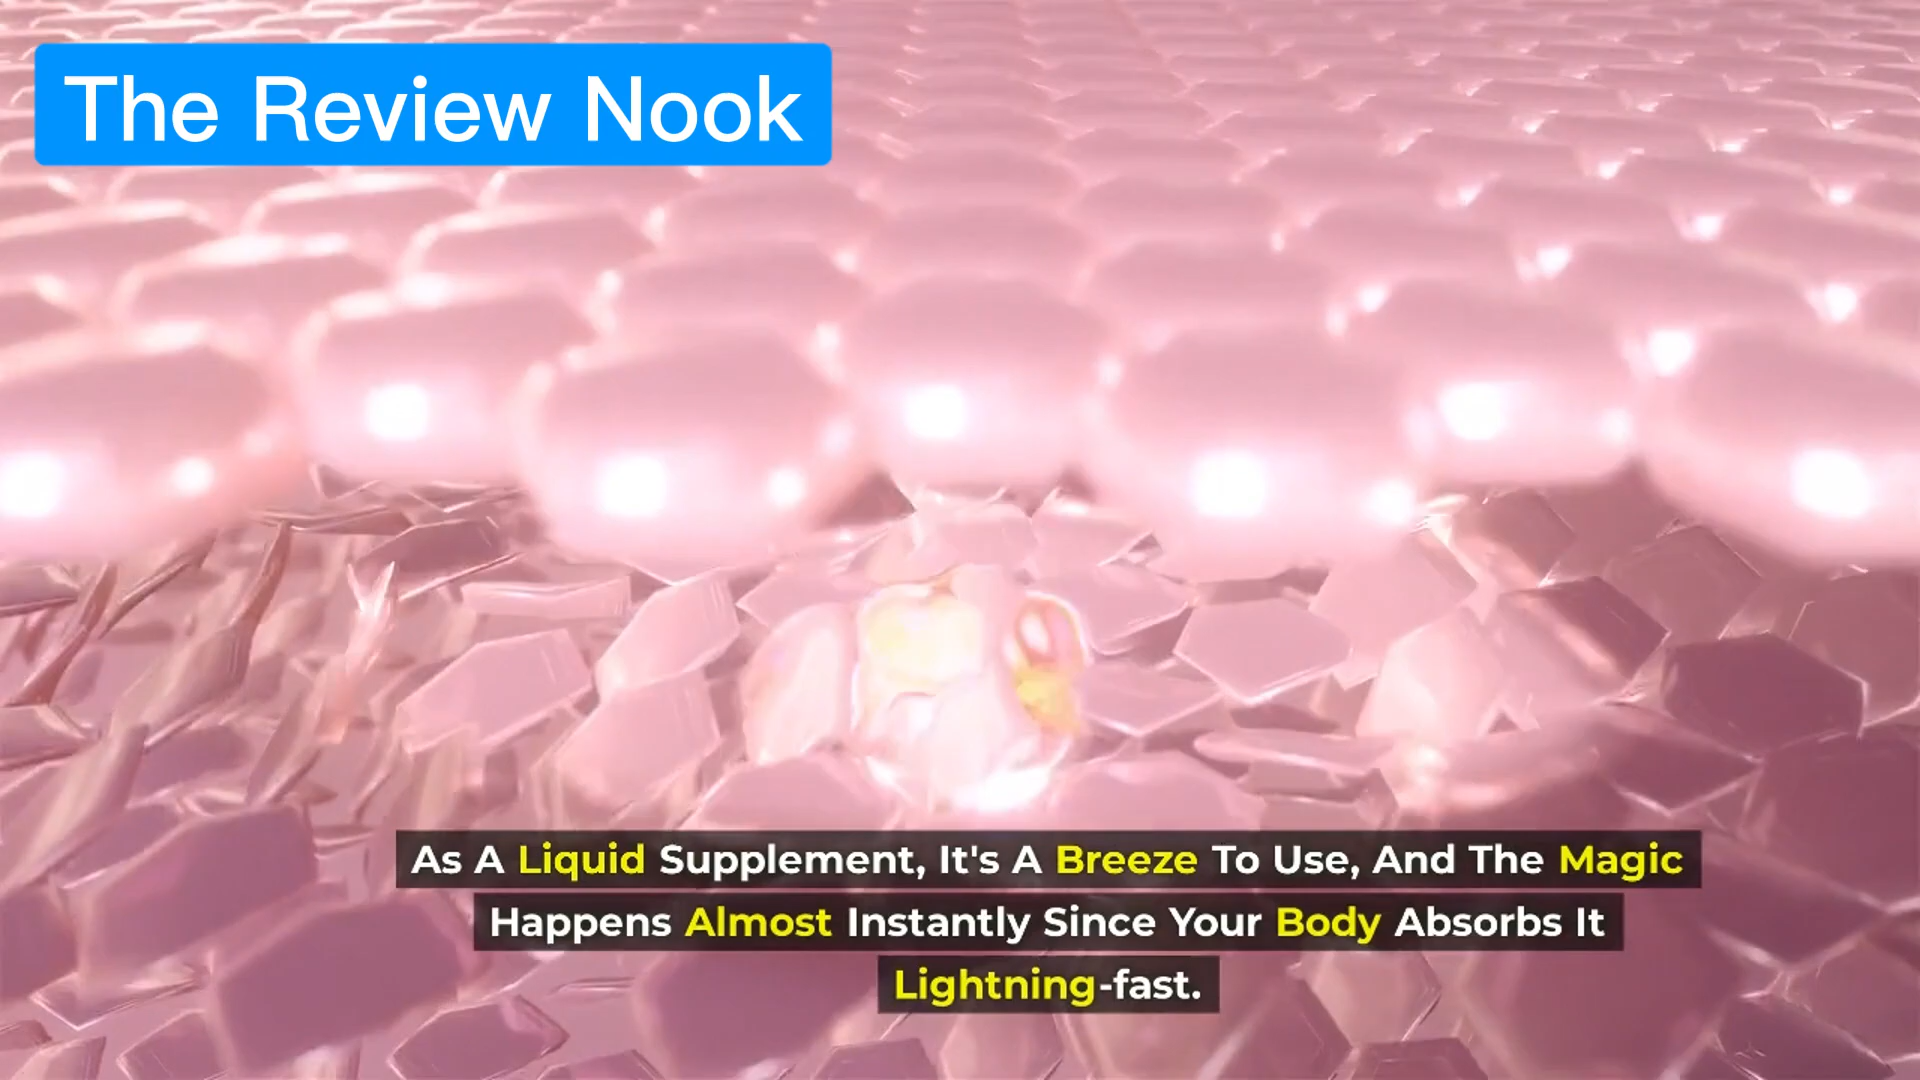 The Review Nook
As A Liquid Supplement, It's A Breeze To Use, And The Magic
Happens Almost Instantly Since Your Body Absorbs It
Lightning-fast.